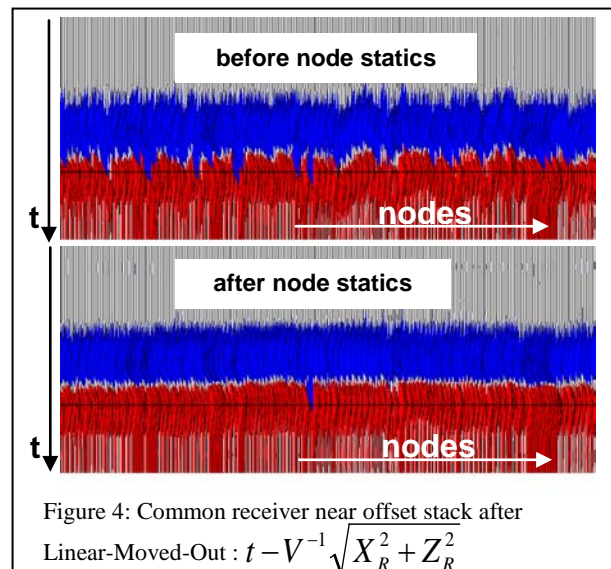 before node statics
nodes
t
after node statics
nodes
t
Figure 4: Common receiver near offset stack after
Linear-Moved-Out : t − V⁻¹ √(X_R² + Z_R²)